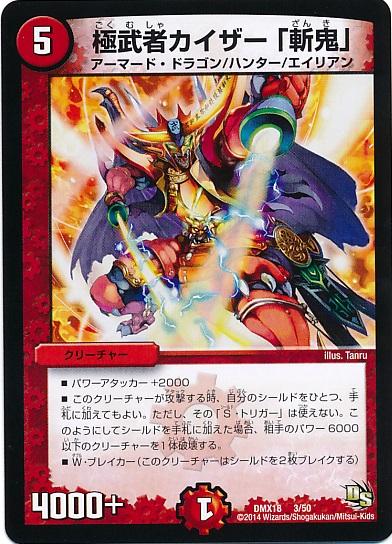 5
ごくむしゃ ざんき
極武者カイザー「斬鬼」
アーマード・ドラゴン/ハンター/エイリアン
クリーチャー
illus. Tanru
■ パワーアタッカー +2000
■ このクリーチャーが攻撃する時、自分のシールドをひとつ、手
札に加えてもよい。ただし、その「S・トリガー」は使えない。こ
のようにしてシールドを手札に加えた場合、相手のパワー 6000
以下のクリーチャーを1体破壊する。
■ W・ブレイカー(このクリーチャーはシールドを2枚ブレイクする)
4000+
1
DMX18 3/50
©2014 Wizards/Shogakukan/Mitsui-Kids
DS